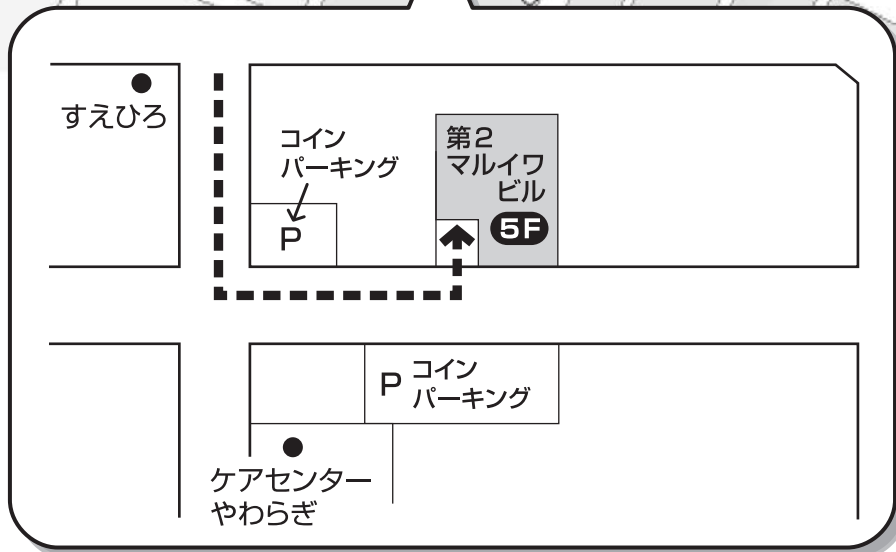 すえひろ
コイン
パーキング
P
第2
マルイワ
ビル
5F
P
コイン
パーキング
ケアセンター
やわらぎ